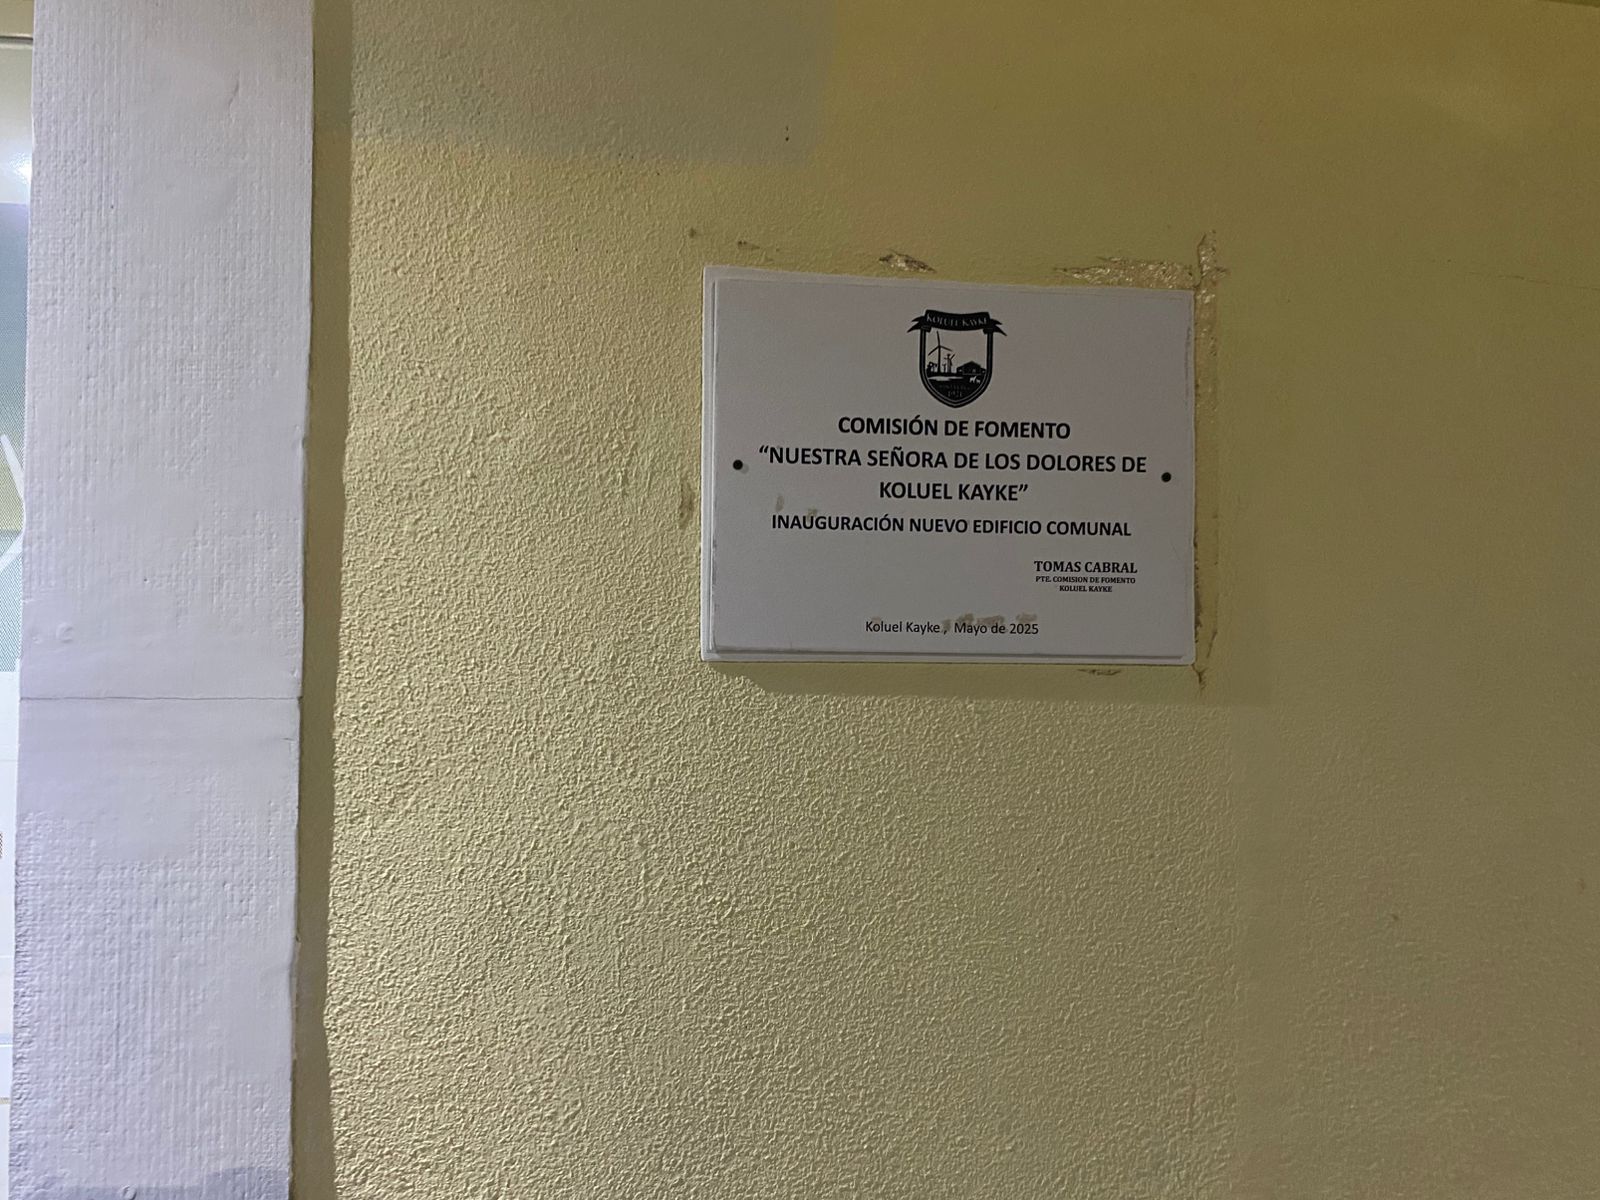 KOLUEL KAYKE
COMISIÓN DE FOMENTO
“NUESTRA SEÑORA DE LOS DOLORES DE
KOLUEL KAYKE”
INAUGURACIÓN NUEVO EDIFICIO COMUNAL
TOMAS CABRAL
PTE. COMISION DE FOMENTO
KOLUEL KAYKE
Koluel Kayke , Mayo de 2025